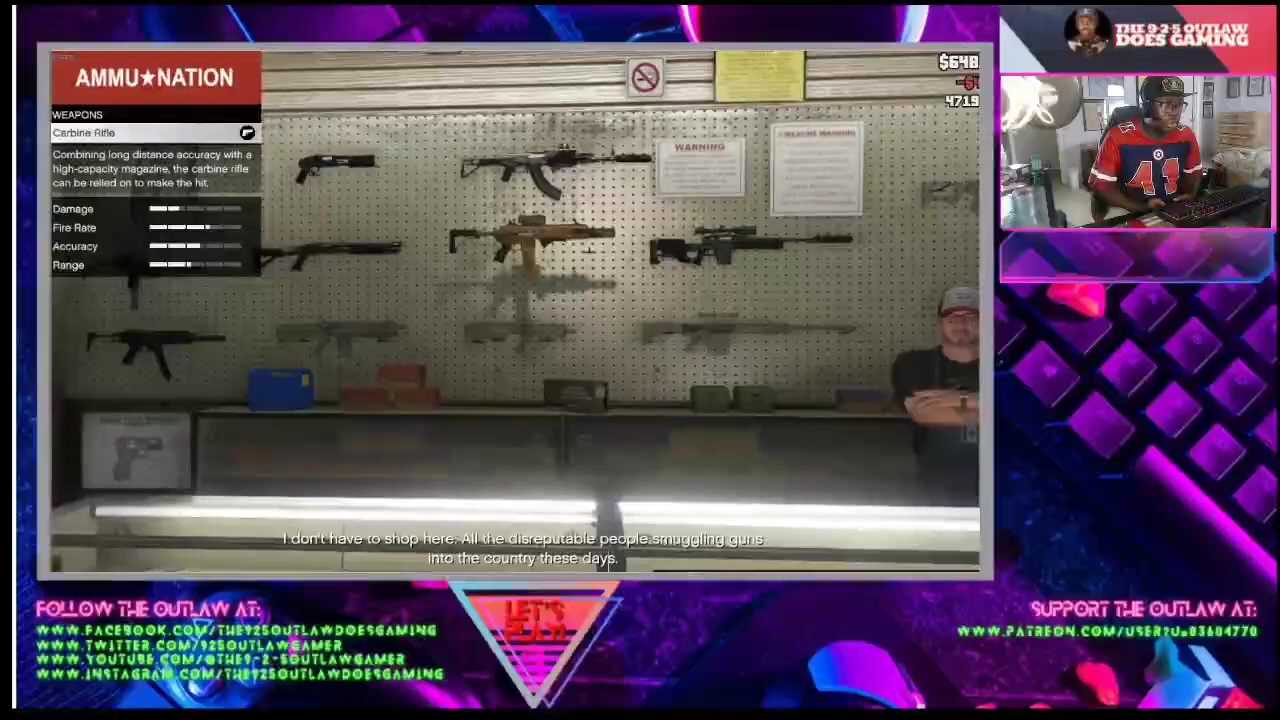 AMMU★NATION
WEAPONS
Carbine Rifle
Combining long distance accuracy with a
high-capacity magazine, the carbine rifle
can be relied on to make the hit.
Damage
Fire Rate
Accuracy
Range
$648
4719
WARNING
WARNING
I don't have to shop here. All the disreputable people smuggling guns
into the country these days.
THE 9-2-5 OUTLAW
DOES GAMING
FOLLOW THE OUTLAW AT:
WWW.FACEBOOK.COM/THE925OUTLAWDOESGAMING
WWW.TWITTER.COM/925OUTLAWGAMER
WWW.YOUTUBE.COM/@THE9-2-5OUTLAWGAMER
WWW.INSTAGRAM.COM/THE925OUTLAWDOESGAMING
LET'S
PLAY!
SUPPORT THE OUTLAW AT:
WWW.PATREON.COM/USER?U=83604770
41